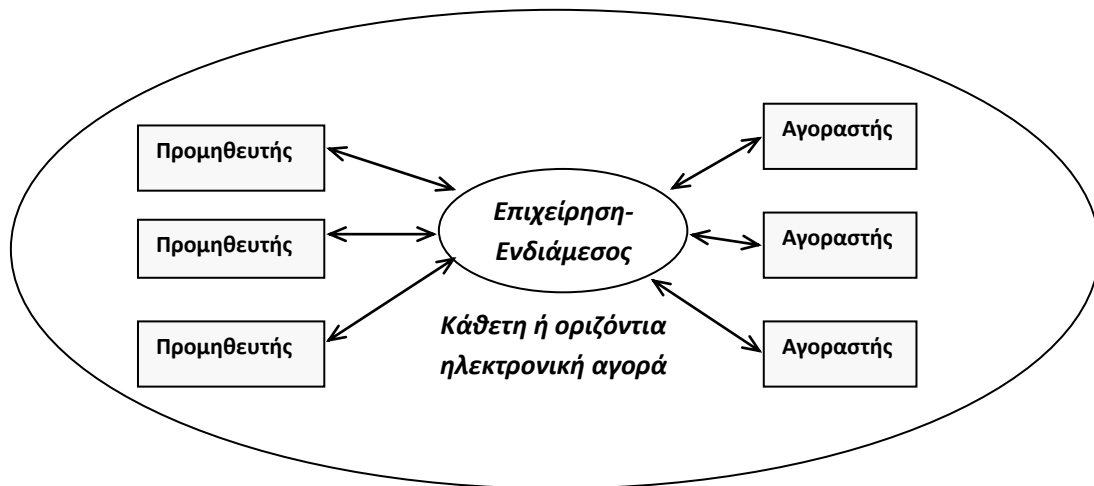 Προμηθευτής
Προμηθευτής
Προμηθευτής
Επιχείρηση-
Ενδιάμεσος
Κάθετη ή οριζόντια
ηλεκτρονική αγορά
Αγοραστής
Αγοραστής
Αγοραστής